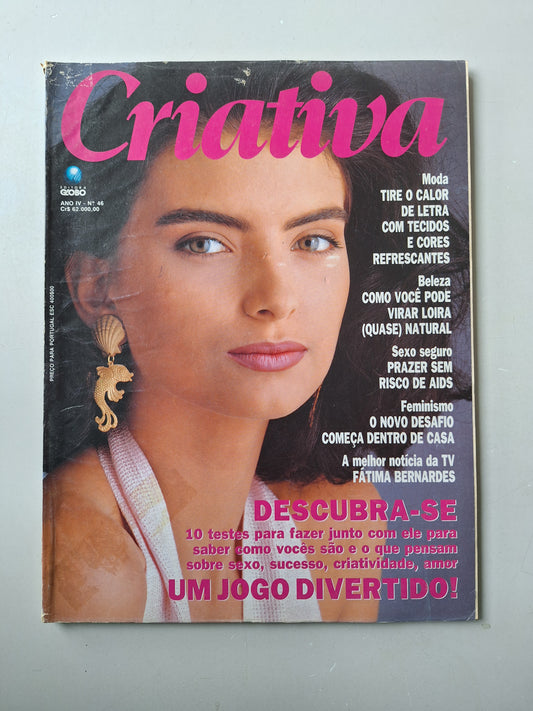 Criativa
EDITORA
GLOBO
ANO IV - Nº 46
Cr$ 62.000,00
PREÇO PARA PORTUGAL ESC 400$00
Moda
TIRE O CALOR
DE LETRA
COM TECIDOS
E CORES
REFRESCANTES
Beleza
COMO VOCÊ PODE
VIRAR LOIRA
(QUASE) NATURAL
Sexo seguro
PRAZER SEM
RISCO DE AIDS
Feminismo
O NOVO DESAFIO
COMEÇA DENTRO DE CASA
A melhor notícia da TV
FÁTIMA BERNARDES
DESCUBRA-SE
10 testes para fazer junto com ele para
saber como vocês são e o que pensam
sobre sexo, sucesso, criatividade, amor
UM JOGO DIVERTIDO!